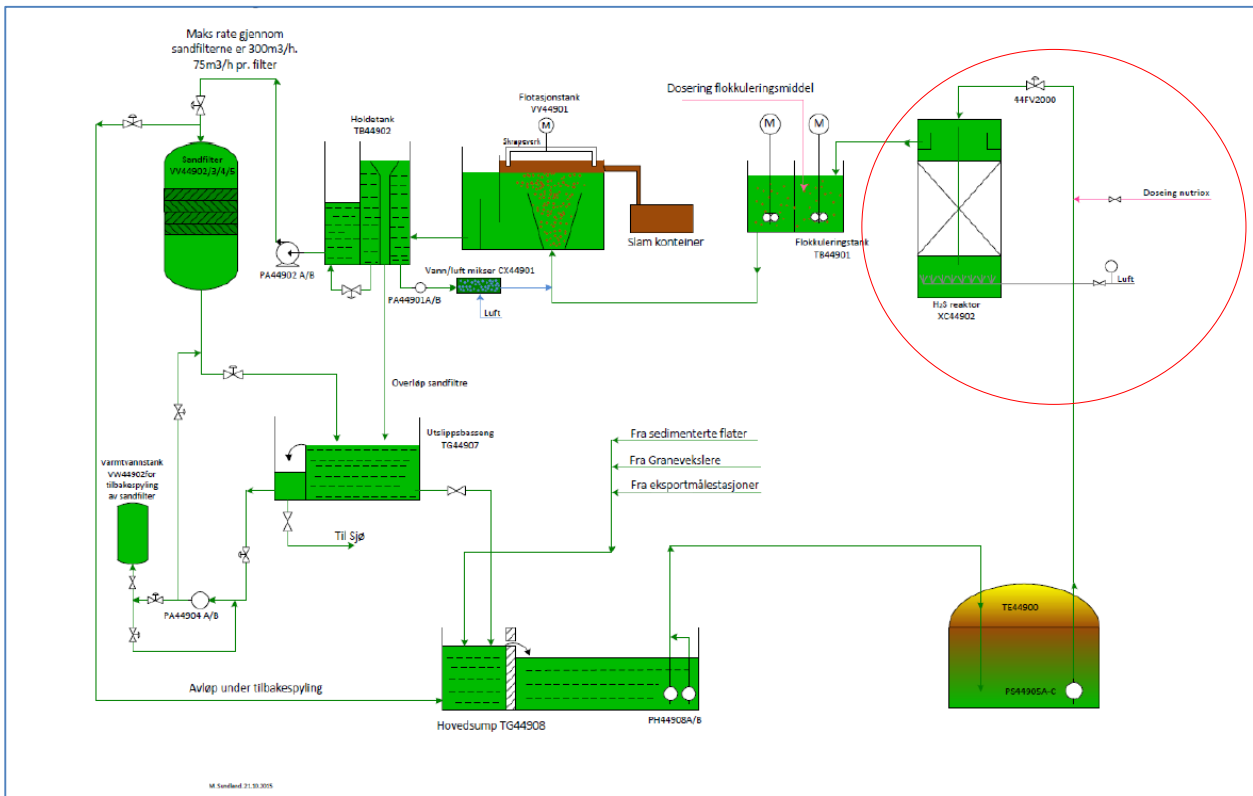 Maks rate gjennom
sandfilterne er 300m3/h.
75m3/h pr. filter
Sandfilter
VV44902/3/4/5
Holdetank
TB44902
Flotasjonstank
VV44901
M
Skrapeverk
Dosering flokkuleringsmiddel
M
M
44FV2000
Doseing nutriox
Slam konteiner
Flokkuleringstank
TB44901
Luft
H₂S reaktor
XC44902
PA44902 A/B
Vann/luft mikser CX44901
PA44901A/B
Luft
Overløp sandfiltre
Utslippsbasseng
TG44907
Varmtvannstank
VW44902for
tilbakespyling
av sandfilter
Fra sedimenterte flater
Fra Granevekslere
Fra eksportmålestasjoner
Til Sjø
PA44904 A/B
TE44900
PS44905A-C
Avløp under tilbakespyling
Hovedsump TG44908
PH44908A/B
M. Sandland. 21.10.2015